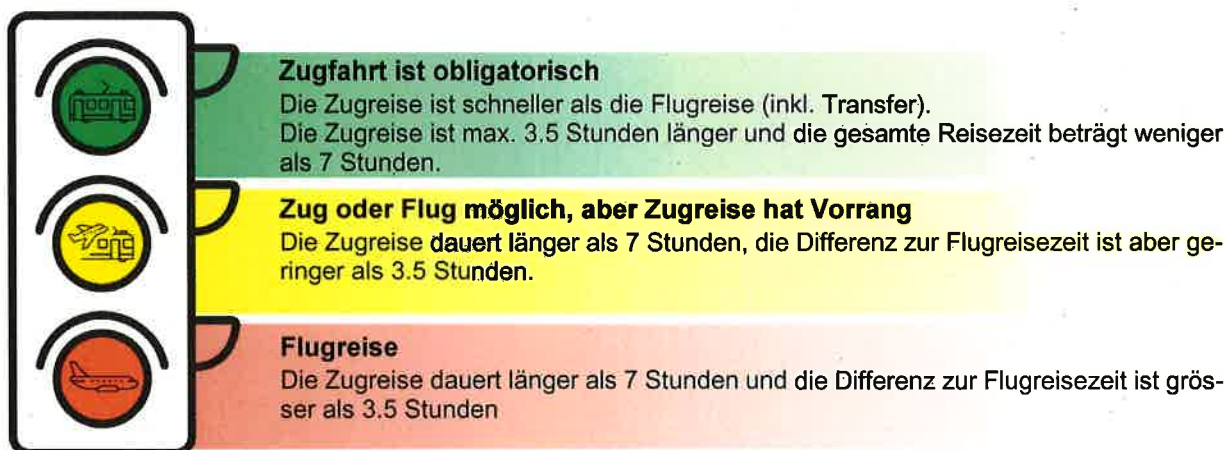 Zugfahrt ist obligatorisch
Die Zugreise ist schneller als die Flugreise (inkl. Transfer).
Die Zugreise ist max. 3.5 Stunden länger und die gesamte Reisezeit beträgt weniger
als 7 Stunden.
Zug oder Flug möglich, aber Zugreise hat Vorrang
Die Zugreise dauert länger als 7 Stunden, die Differenz zur Flugreisezeit ist aber ge-
ringer als 3.5 Stunden.
Flugreise
Die Zugreise dauert länger als 7 Stunden und die Differenz zur Flugreisezeit ist grös-
ser als 3.5 Stunden